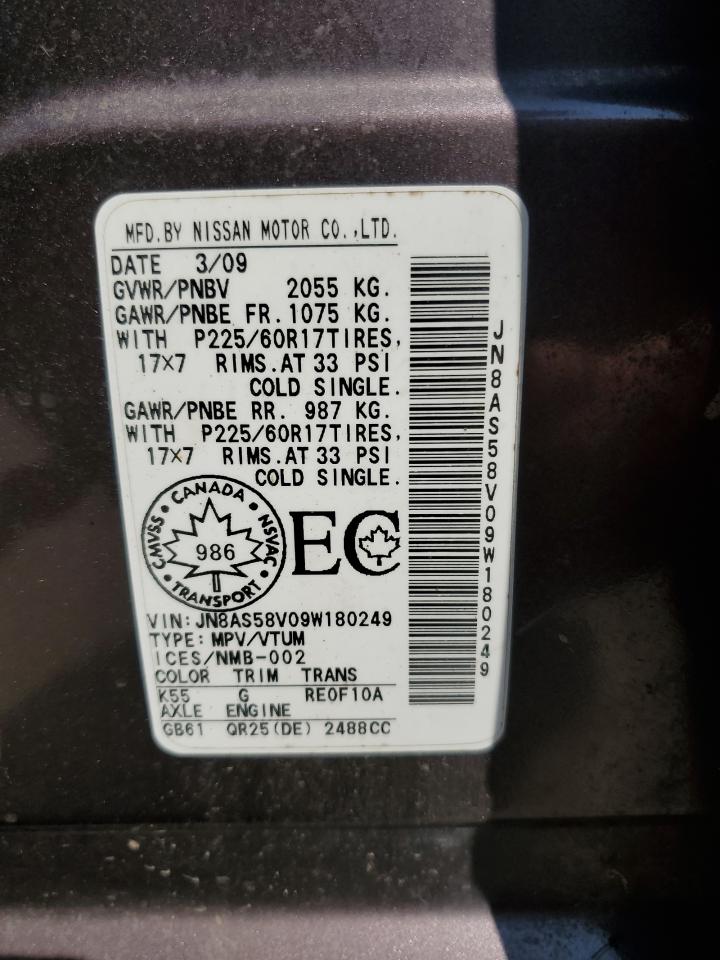 MFD.BY NISSAN MOTOR CO.,LTD.
DATE 3/09
GVWR/PNBV 2055 KG.
GAWR/PNBE FR. 1075 KG.
WITH P225/60R17TIRES,
17×7 RIMS.AT 33 PSI
COLD SINGLE.
GAWR/PNBE RR. 987 KG.
WITH P225/60R17TIRES,
17×7 RIMS.AT 33 PSI
COLD SINGLE.
CANADA
CMVSS
986
NSVAC
TRANSPORT
EC
VIN:JN8AS58V09W180249
TYPE:MPV/VTUM
ICES/NMB-002
COLOR TRIM TRANS
K55 G RE0F10A
AXLE ENGINE
GB61 QR25(DE) 2488CC
JN8AS58V09W180249